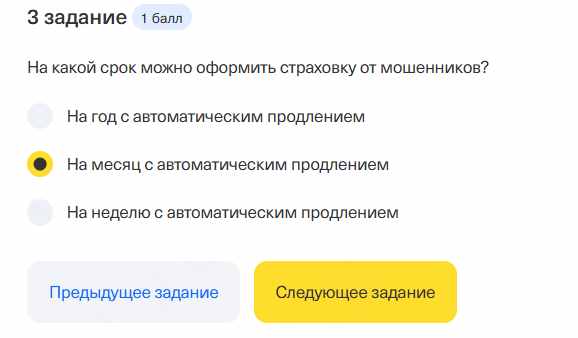 3 задание 1 балл
На какой срок можно оформить страховку от мошенников?
На год с автоматическим продлением
На месяц с автоматическим продлением
На неделю с автоматическим продлением
Предыдущее задание Следующее задание